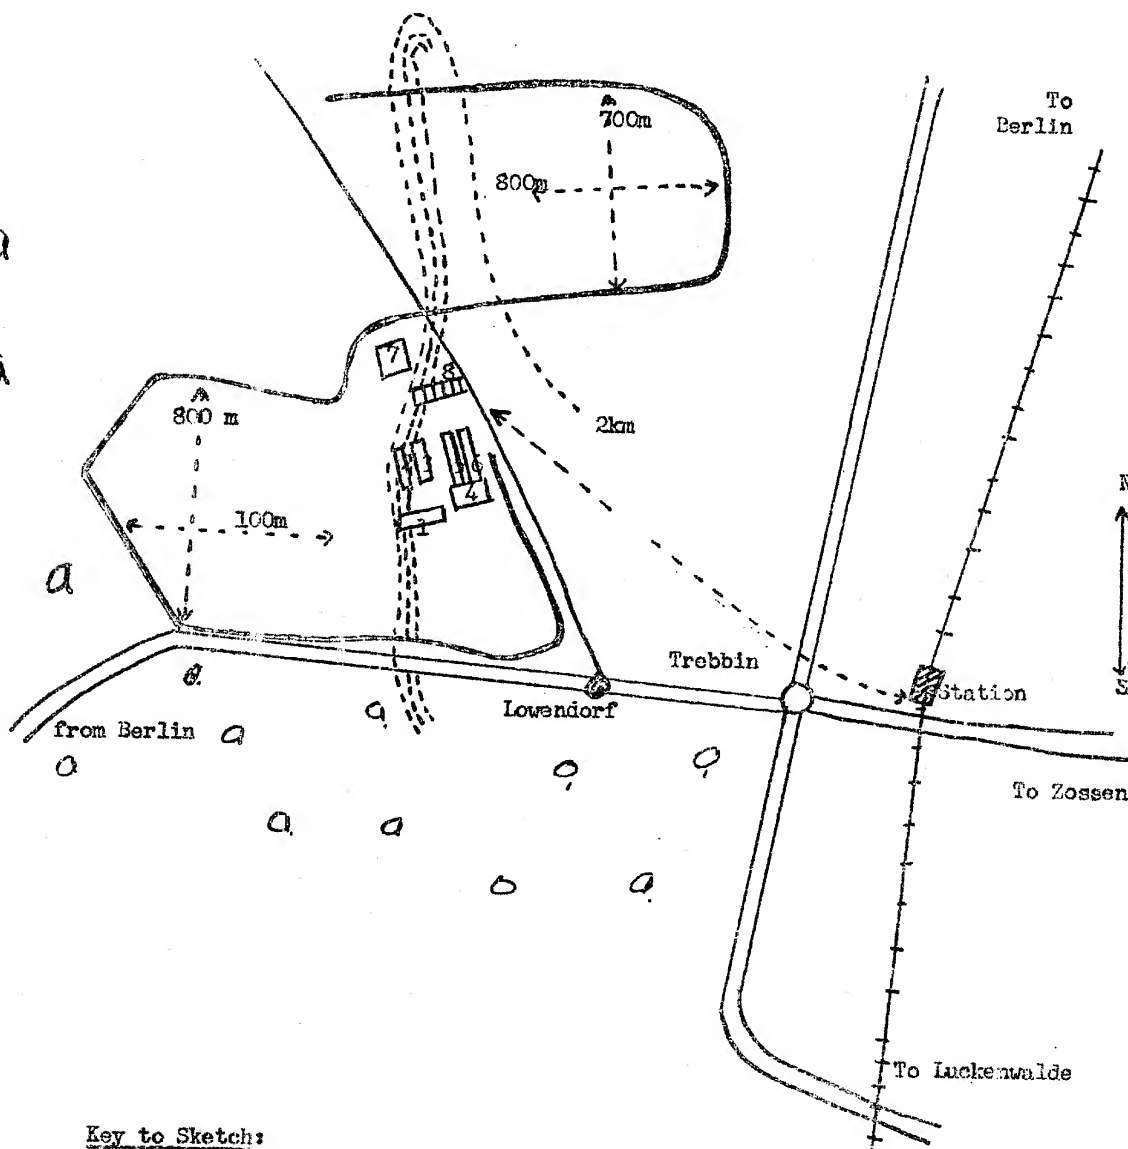 To
Berlin
700m
800m
7
8
800 m
2km
100m
4
1
N
a
Trebbin
Station
S
Lowendorf
from Berlin
To Zossen
To Luckenwalde
Key to Sketch: